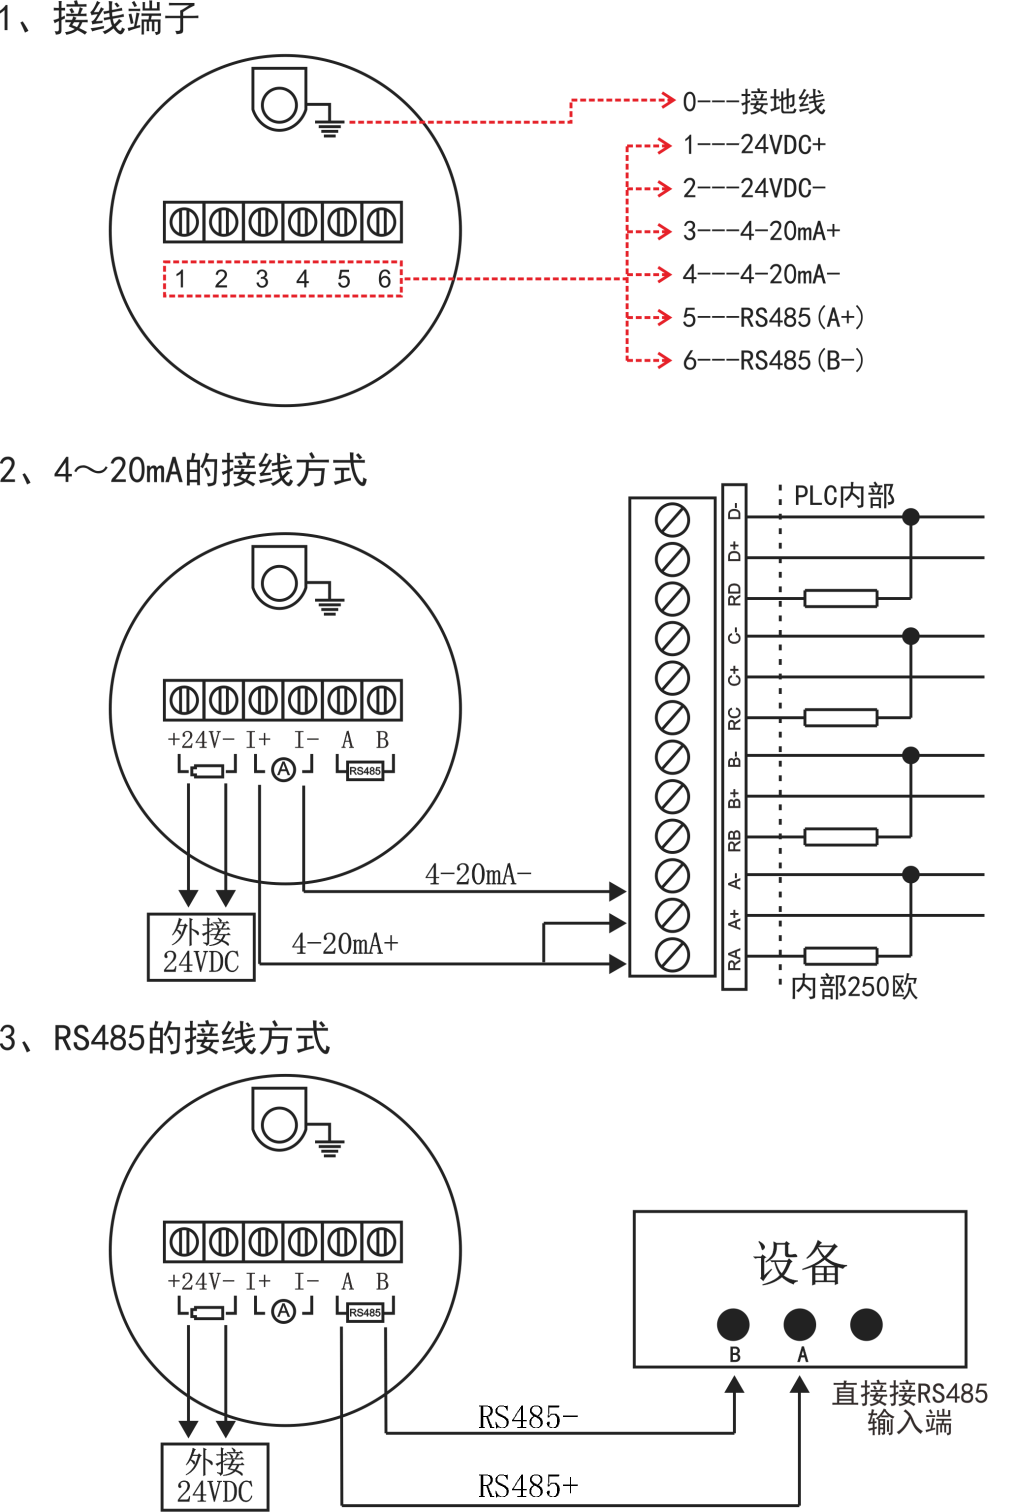 1、接线端子
0---接地线
1---24VDC+
2---24VDC-
3---4-20mA+
4---4-20mA-
5---RS485(A+)
6---RS485(B-)
1 2 3 4 5 6
2、4～20mA的接线方式
PLC内部
D-
D+
RD
C-
C+
RC
B-
B+
RB
A-
A+
RA
+24V- I+ I- A B
A RS485
4-20mA-
4-20mA+
外接
24VDC
内部250欧
3、RS485的接线方式
+24V- I+ I- A B
A RS485
设备
B A
直接接RS485
输入端
RS485-
RS485+
外接
24VDC